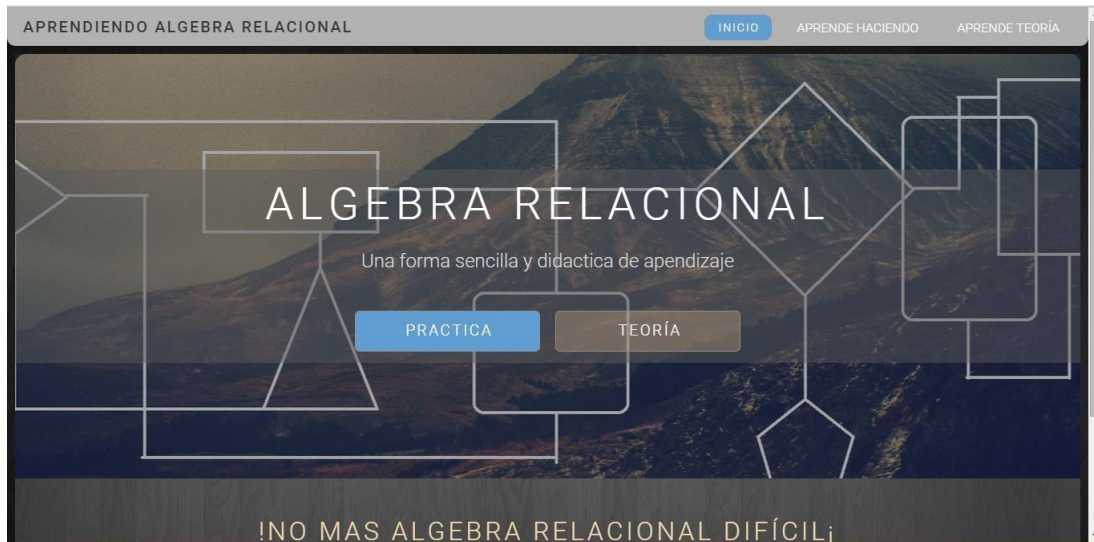 APRENDIENDO ALGEBRA RELACIONAL
INICIO APRENDE HACIENDO APRENDE TEORÍA
ALGEBRA RELACIONAL
Una forma sencilla y didactica de apendizaje
PRACTICA TEORÍA
!NO MAS ALGEBRA RELACIONAL DIFÍCIL¡